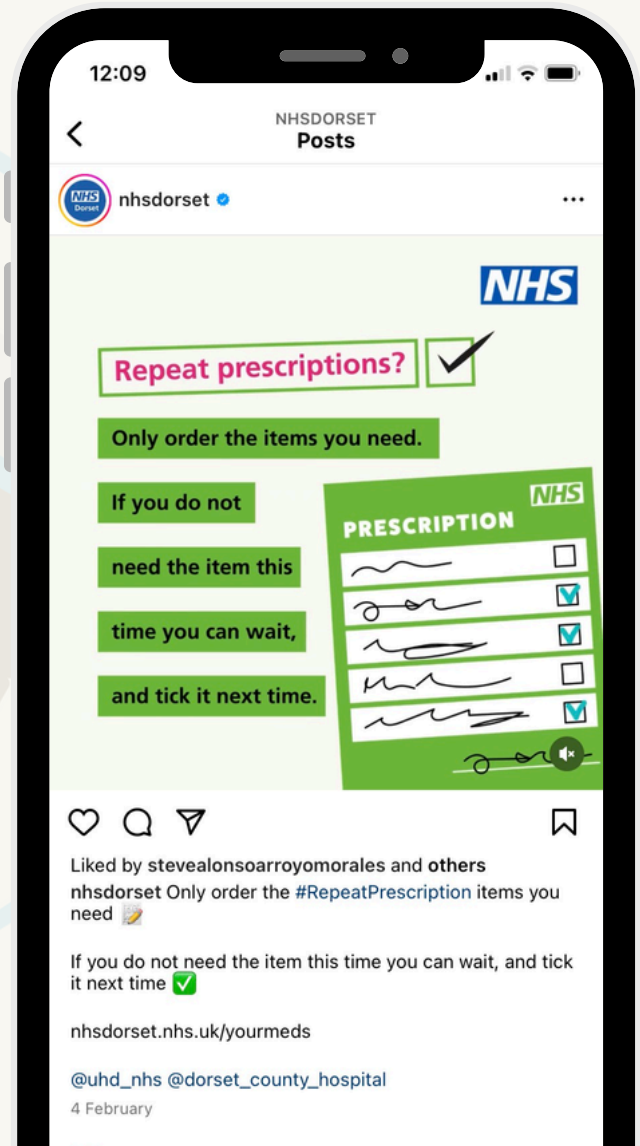 12:09
NHSDORSET
Posts
NHS
Dorset
nhsdorset
NHS
Repeat prescriptions?
Only order the items you need.
If you do not
need the item this
time you can wait,
and tick it next time.
NHS
PRESCRIPTION
Liked by stevealonsoarroyomorales and others
nhsdorset Only order the #RepeatPrescription items you
need 📝
If you do not need the item this time you can wait, and tick
it next time ✅
nhsdorset.nhs.uk/yourmeds
@uhd_nhs @dorset_county_hospital
4 February